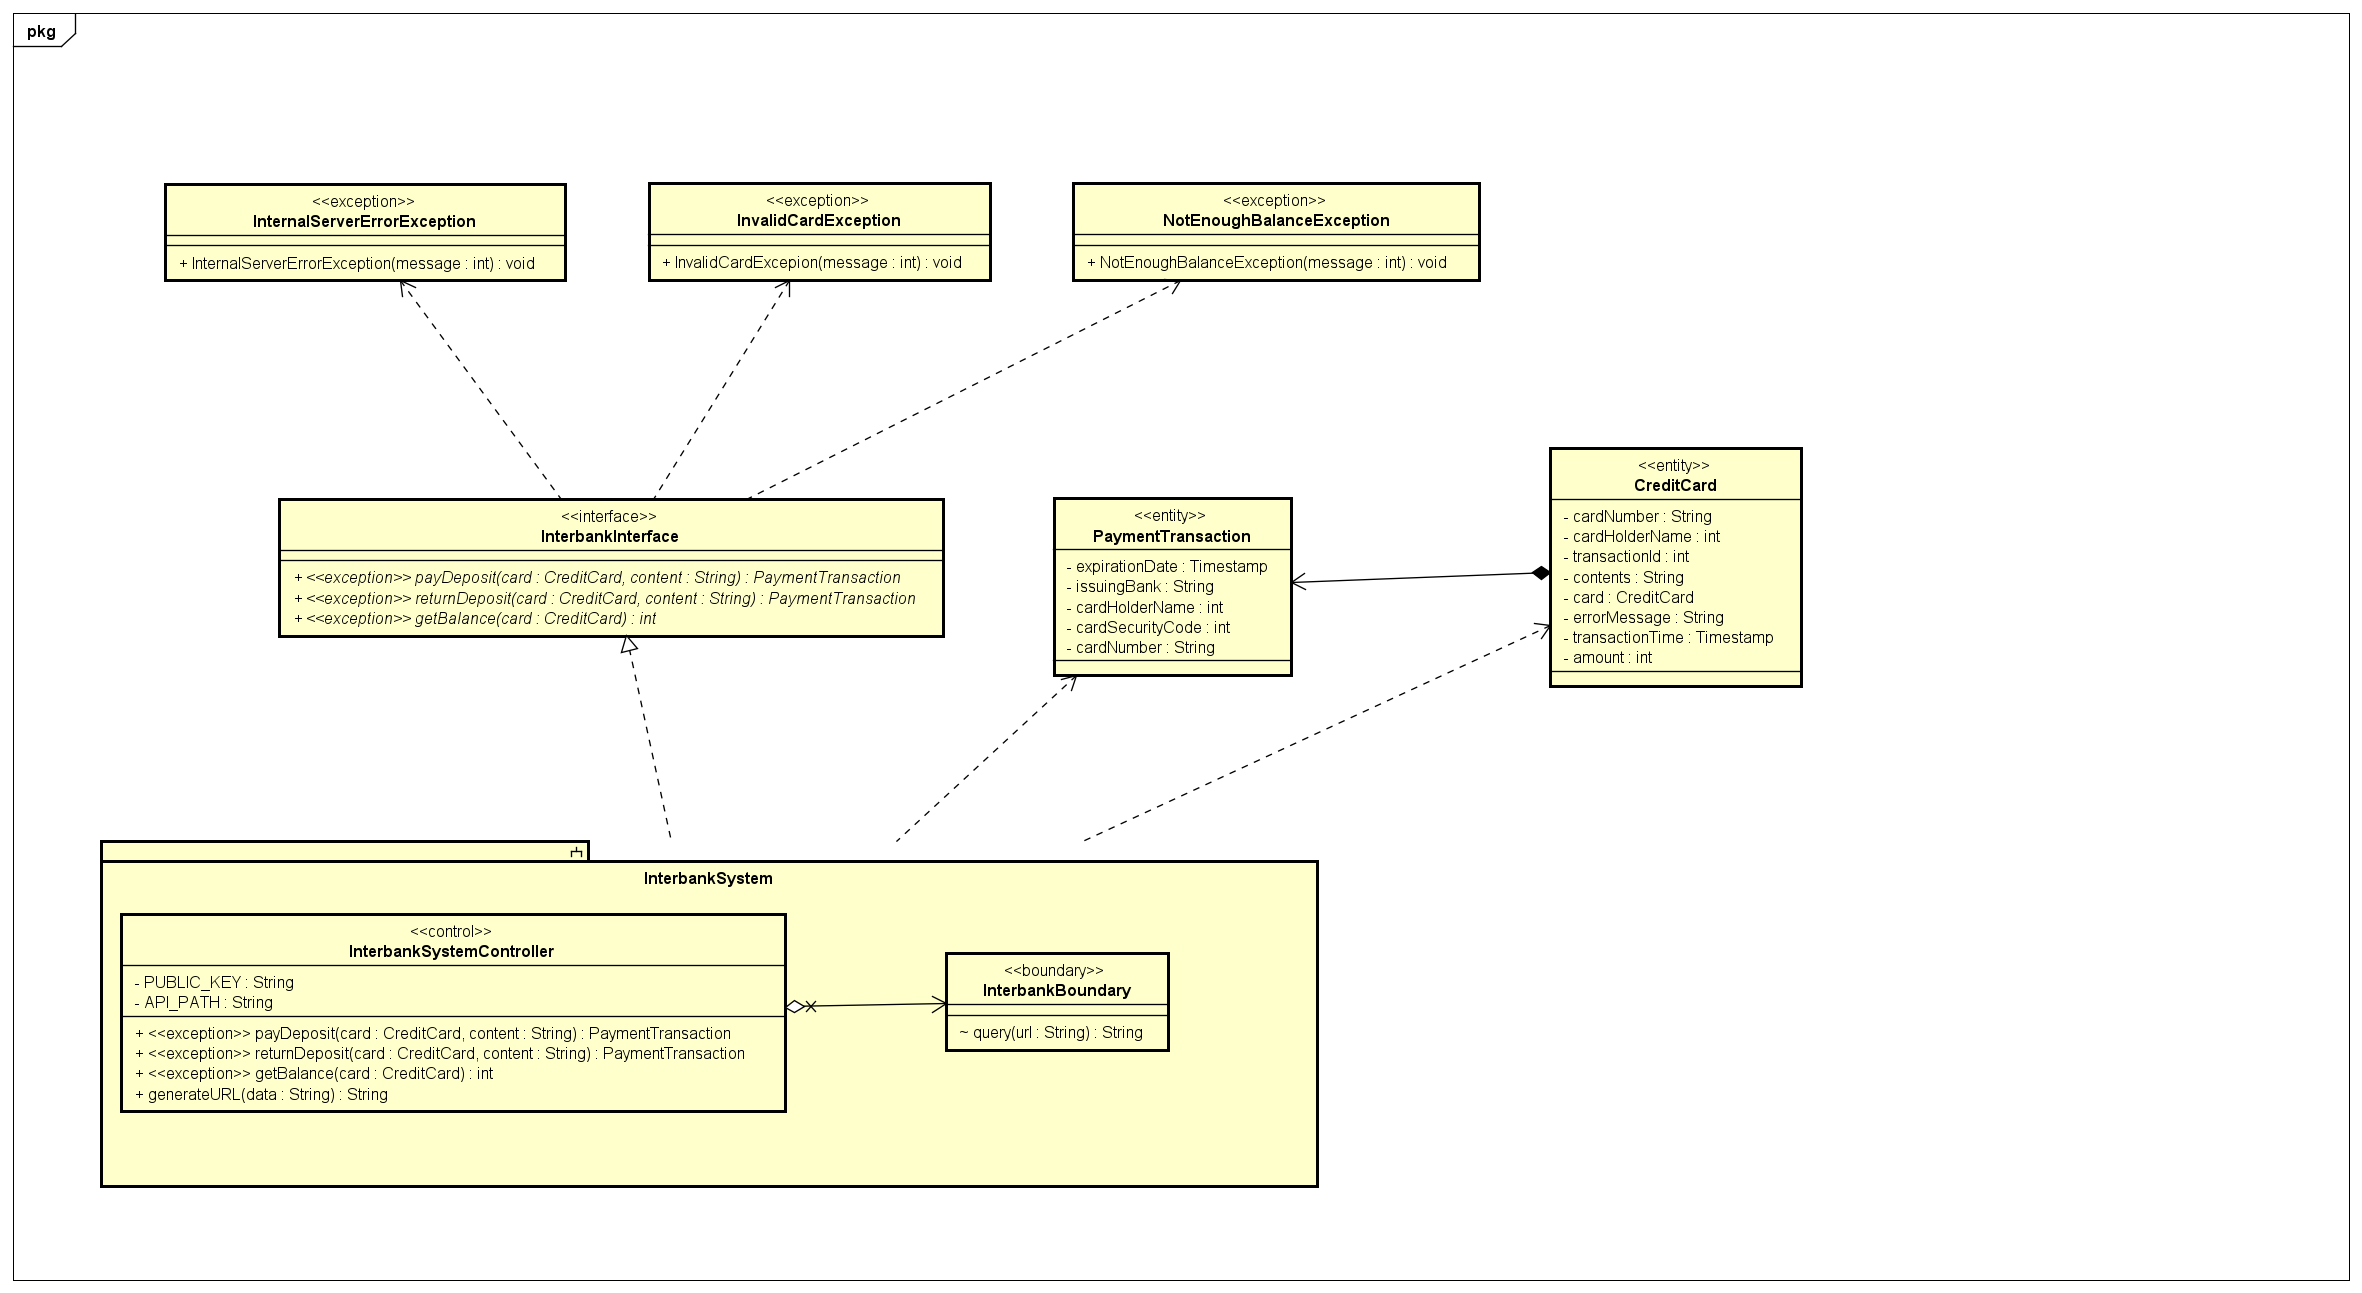 pkg
<<exception>>
InternalServerErrorException
+ InternalServerErrorException(message : int) : void
<<exception>>
InvalidCardException
+ InvalidCardExcepion(message : int) : void
<<exception>>
NotEnoughBalanceException
+ NotEnoughBalanceException(message : int) : void
<<interface>>
InterbankInterface
+ <<exception>> payDeposit(card : CreditCard, content : String) : PaymentTransaction
+ <<exception>> returnDeposit(card : CreditCard, content : String) : PaymentTransaction
+ <<exception>> getBalance(card : CreditCard) : int
<<entity>>
PaymentTransaction
- expirationDate : Timestamp
- issuingBank : String
- cardHolderName : int
- cardSecurityCode : int
- cardNumber : String
<<entity>>
CreditCard
- cardNumber : String
- cardHolderName : int
- transactionId : int
- contents : String
- card : CreditCard
- errorMessage : String
- transactionTime : Timestamp
- amount : int
InterbankSystem
<<control>>
InterbankSystemController
- PUBLIC_KEY : String
- API_PATH : String
+ <<exception>> payDeposit(card : CreditCard, content : String) : PaymentTransaction
+ <<exception>> returnDeposit(card : CreditCard, content : String) : PaymentTransaction
+ <<exception>> getBalance(card : CreditCard) : int
+ generateURL(data : String) : String
<<boundary>>
InterbankBoundary
~ query(url : String) : String